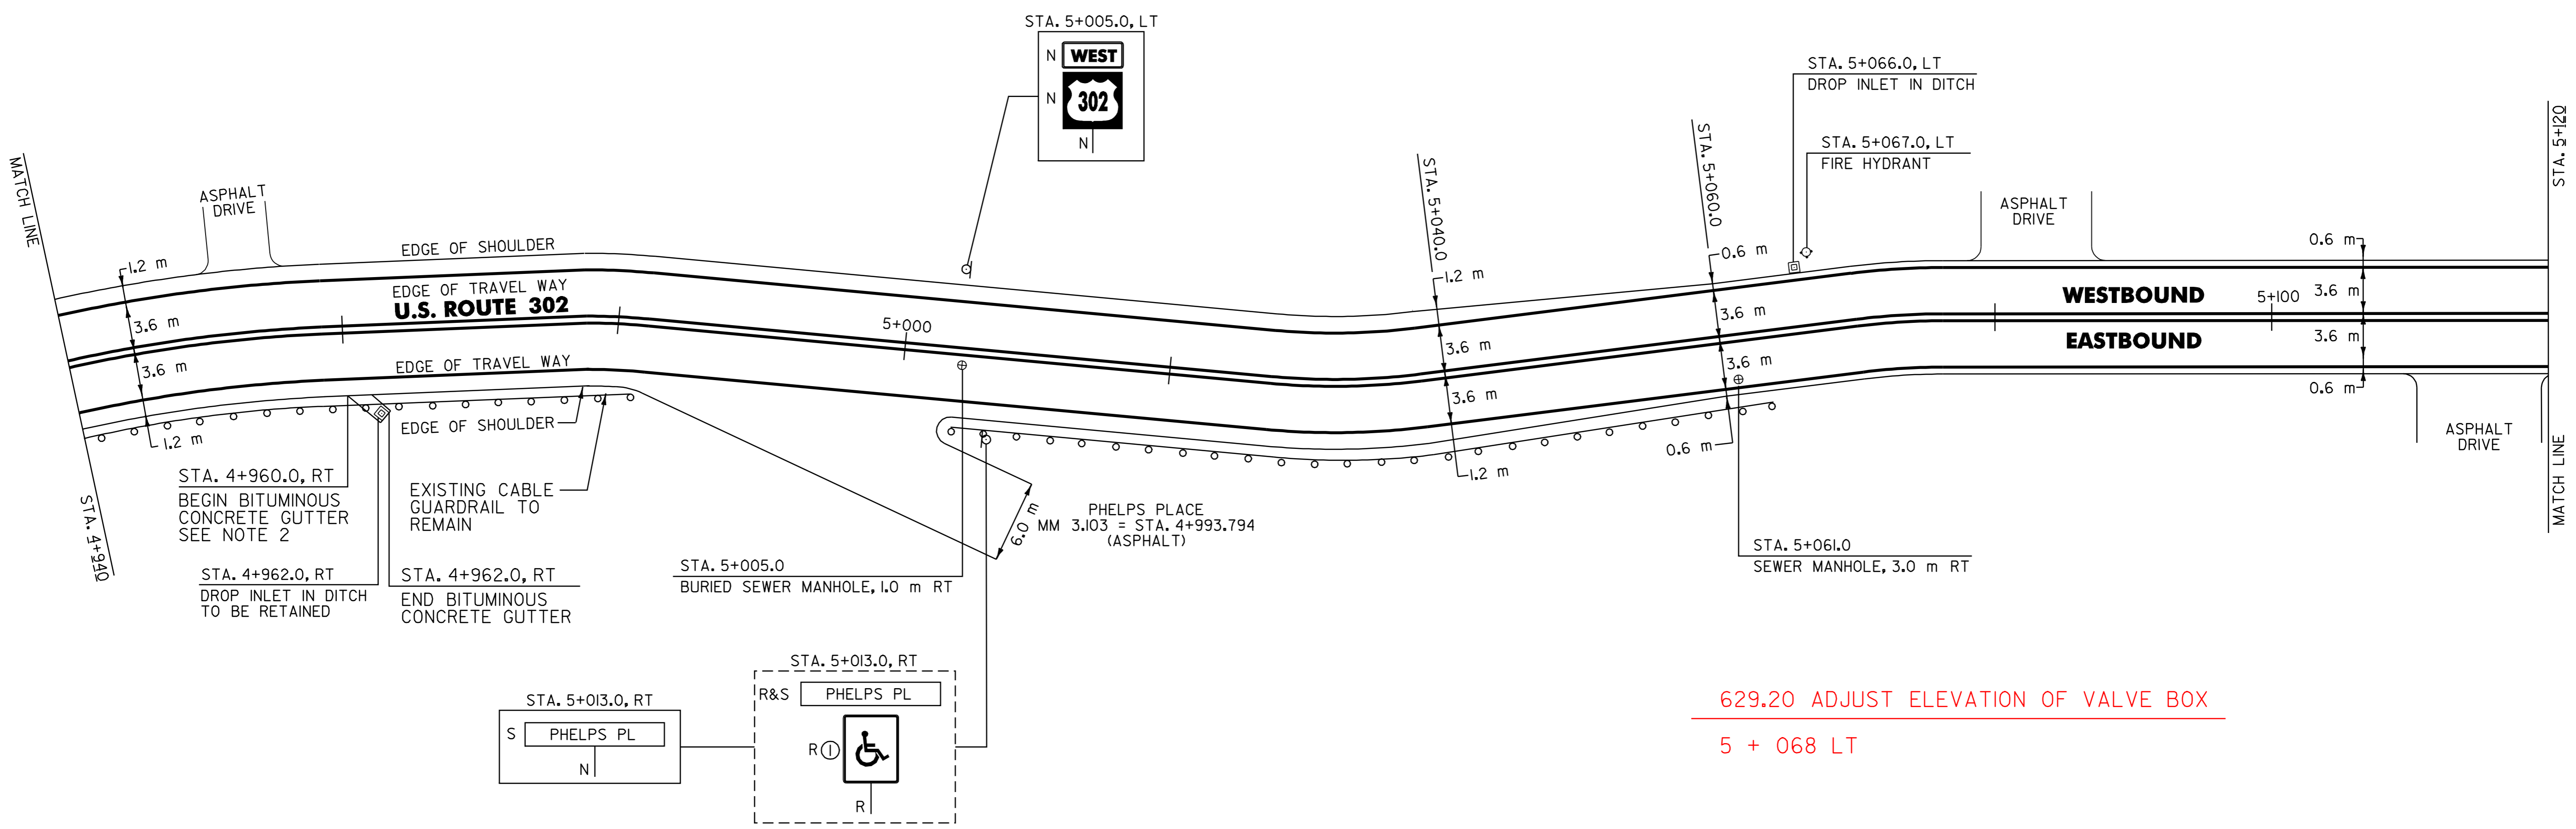 STA. 5+005.0, LT
N WEST
N 302
N
STA. 5+066.0, LT
DROP INLET IN DITCH
STA. 5+067.0, LT
FIRE HYDRANT
STA. 5+120
MATCH LINE
ASPHALT
DRIVE
EDGE OF SHOULDER
1.2 m
EDGE OF TRAVEL WAY
U.S. ROUTE 302
3.6 m
3.6 m
EDGE OF TRAVEL WAY
1.2 m
5+000
STA. 5+040.0
1.2 m
3.6 m
3.6 m
1.2 m
STA. 5+060.0
0.6 m
3.6 m
3.6 m
0.6 m
ASPHALT
DRIVE
WESTBOUND
5+100
EASTBOUND
0.6 m
3.6 m
3.6 m
0.6 m
ASPHALT
DRIVE
MATCH LINE
STA. 4+940
EDGE OF SHOULDER
STA. 4+960.0, RT
BEGIN BITUMINOUS
CONCRETE GUTTER
SEE NOTE 2
EXISTING CABLE
GUARDRAIL TO
REMAIN
STA. 4+962.0, RT
DROP INLET IN DITCH
TO BE RETAINED
STA. 4+962.0, RT
END BITUMINOUS
CONCRETE GUTTER
6.0 m
PHELPS PLACE
MM 3.103 = STA. 4+993.794
(ASPHALT)
STA. 5+005.0
BURIED SEWER MANHOLE, 1.0 m RT
STA. 5+061.0
SEWER MANHOLE, 3.0 m RT
STA. 5+013.0, RT
S PHELPS PL
N
STA. 5+013.0, RT
R&S PHELPS PL
R 1
R
629.20 ADJUST ELEVATION OF VALVE BOX
5 + 068 LT